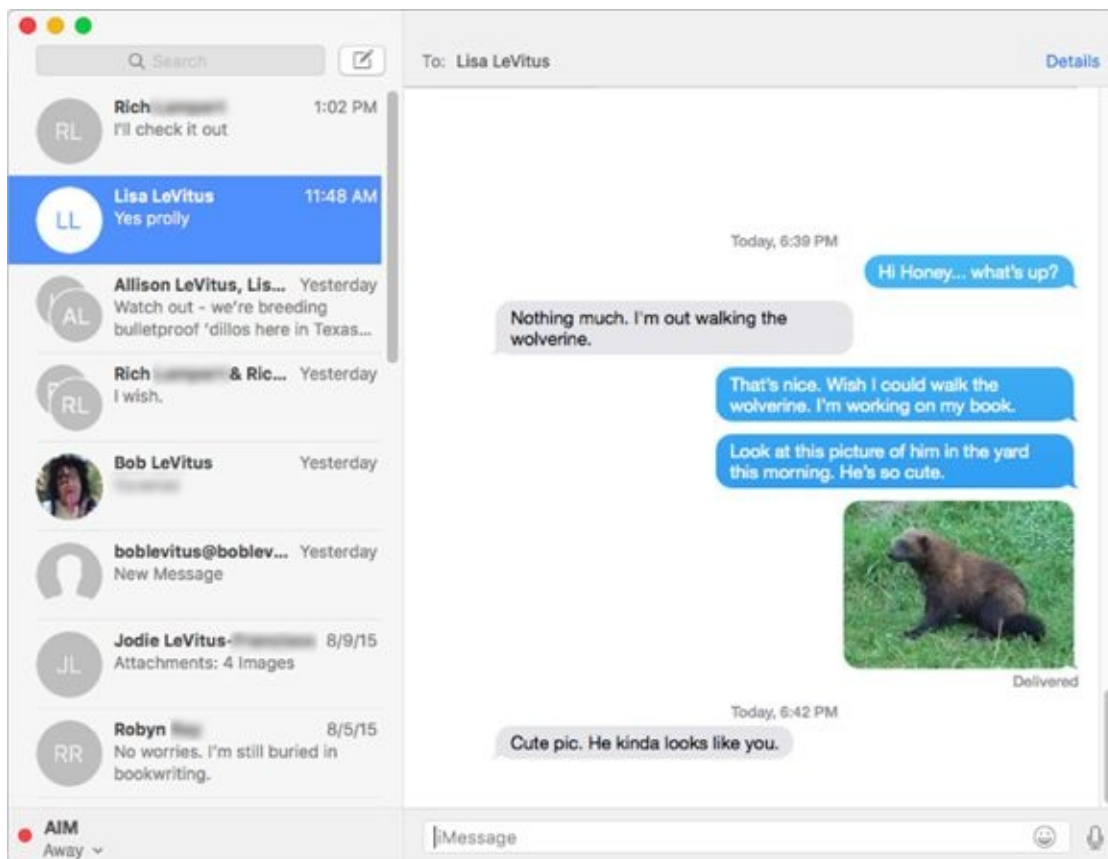 Search
To: Lisa LeVitus
Details
RL
Rich
1:02 PM
I'll check it out
LL
Lisa LeVitus
11:48 AM
Yes prolly
AL
Allison LeVitus, Lis...
Yesterday
Watch out - we're breeding
bulletproof 'dillos here in Texas...
RL
Rich & Ric...
Yesterday
I wish.
Bob LeVitus
Yesterday
boblevitus@boblev...
Yesterday
New Message
JL
Jodie LeVitus-
8/9/15
Attachments: 4 Images
RR
Robyn
8/5/15
No worries. I'm still buried in
bookwriting.
AIM
Away
Today, 6:39 PM
Hi Honey... what's up?
Nothing much. I'm out walking the
wolverine.
That's nice. Wish I could walk the
wolverine. I'm working on my book.
Look at this picture of him in the yard
this morning. He's so cute.
Delivered
Today, 6:42 PM
Cute pic. He kinda looks like you.
iMessage